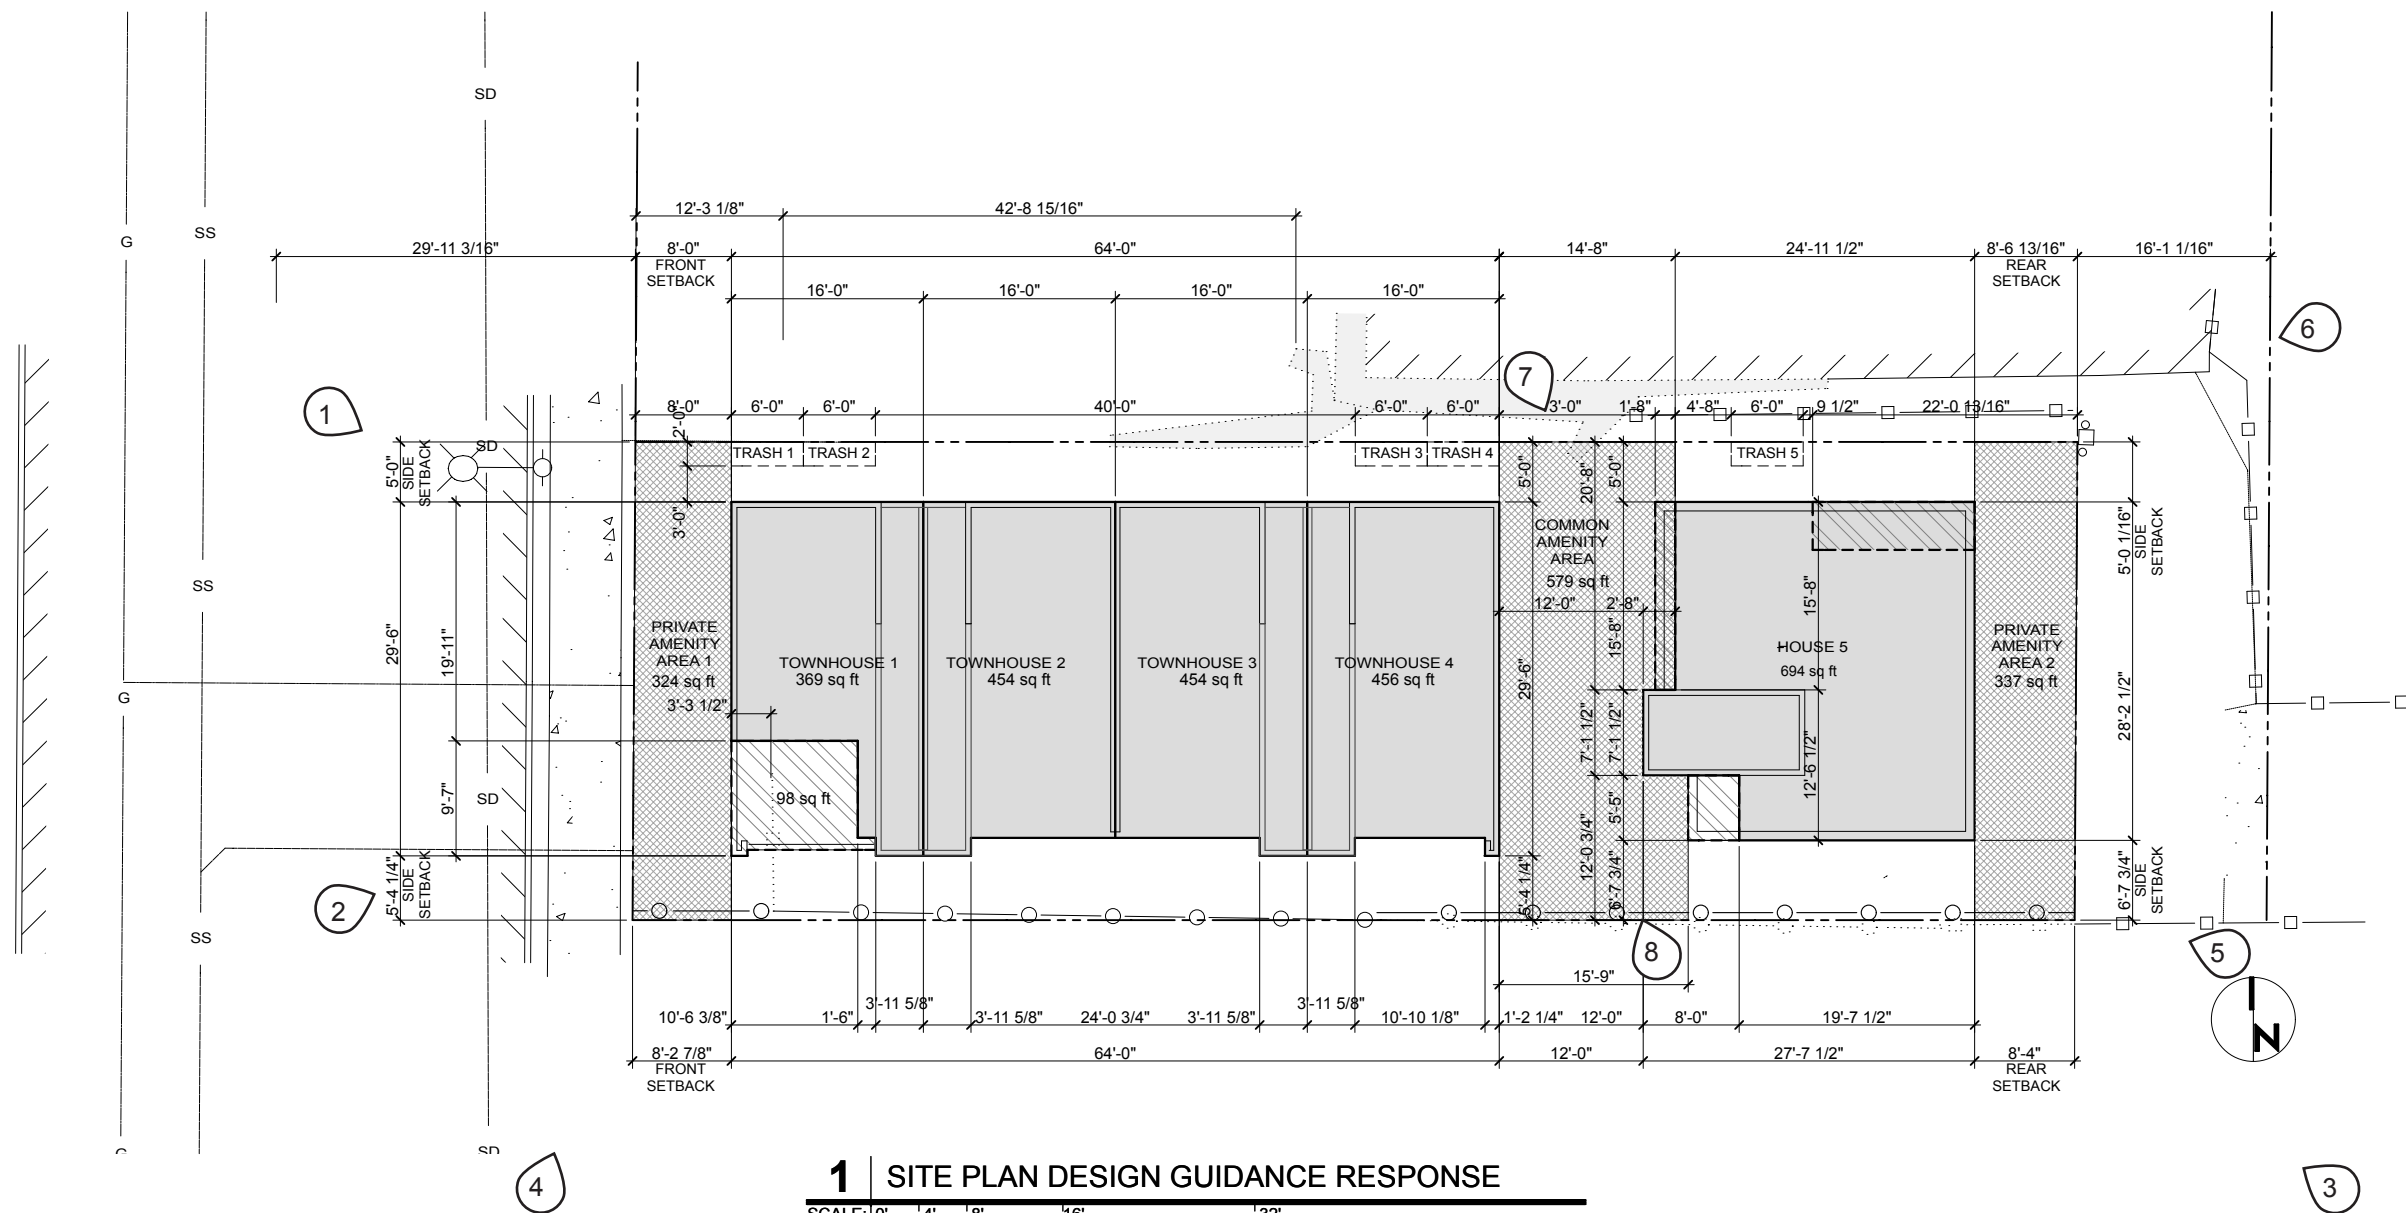 SD
SS
G
12'-3 1/8"
42'-8 15/16"
29'-11 3/16"
8'-0"
FRONT
SETBACK
64'-0"
14'-8"
24'-11 1/2"
8'-6 13/16"
REAR
SETBACK
16'-1 1/16"
16'-0"
16'-0"
16'-0"
16'-0"
6
7
1
8'-0"
6'-0"
6'-0"
40'-0"
6'-0"
6'-0"
3'-0"
1'-8"
4'-8"
6'-0"
9 1/2"
22'-0 13/16"
2'-0"
SD
TRASH 1
TRASH 2
TRASH 3
TRASH 4
TRASH 5
5'-0"
SIDE
SETBACK
3'-0"
5'-0"
20'-8"
5'-0"
COMMON
AMENITY
AREA
579 sq ft
5'-0 1/16"
SIDE
SETBACK
SS
12'-0"
2'-8"
15'-8"
15'-8"
29'-6"
19'-11"
PRIVATE
AMENITY
AREA 1
324 sq ft
3'-3 1/2"
TOWNHOUSE 1
369 sq ft
TOWNHOUSE 2
454 sq ft
TOWNHOUSE 3
454 sq ft
TOWNHOUSE 4
456 sq ft
29'-6"
HOUSE 5
694 sq ft
PRIVATE
AMENITY
AREA 2
337 sq ft
28'-2 1/2"
G
7'-1 1/2"
7'-1 1/2"
12'-6 1/2"
9'-7"
SD
98 sq ft
5'-5"
12'-0 3/4"
5'-4 1/4"
SIDE
SETBACK
5'-4 1/4"
6'-7 3/4"
6'-7 3/4"
SIDE
SETBACK
2
SS
8
5
15'-9"
N
3'-11 5/8"
3'-11 5/8"
10'-6 3/8"
1'-6"
3'-11 5/8"
24'-0 3/4"
3'-11 5/8"
10'-10 1/8"
1'-2 1/4"
12'-0"
8'-0"
19'-7 1/2"
8'-2 7/8"
FRONT
SETBACK
64'-0"
12'-0"
27'-7 1/2"
8'-4"
REAR
SETBACK
G
SD
4
3
1 SITE PLAN DESIGN GUIDANCE RESPONSE
SCALE: 0' 4' 8' 16' 32'